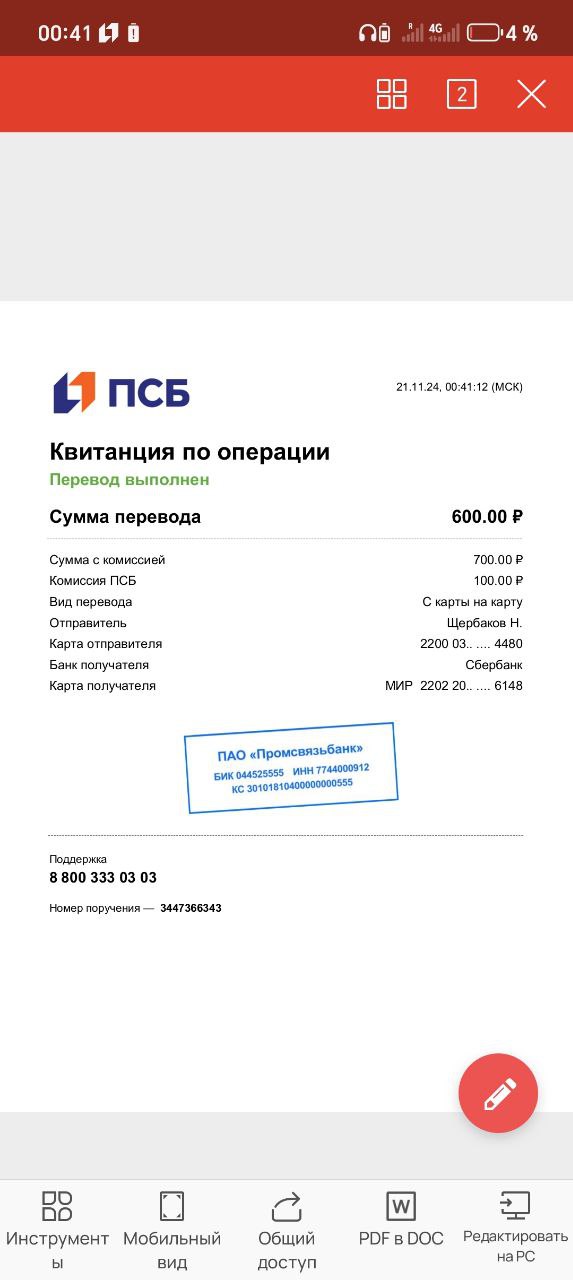 00:41 R 4G 4 %
2
ПСБ 21.11.24, 00:41:12 (МСК)
Квитанция по операции
Перевод выполнен
Сумма перевода 600.00 ₽
Сумма с комиссией 700.00 ₽
Комиссия ПСБ 100.00 ₽
Вид перевода С карты на карту
Отправитель Щербаков Н.
Карта отправителя 2200 03.. .... 4480
Банк получателя Сбербанк
Карта получателя МИР 2202 20.. .... 6148
ПАО «Промсвязьбанк»
БИК 044525555 ИНН 7744000912
КС 30101810400000000555
Поддержка
8 800 333 03 03
Номер поручения — 3447366343
Инструмент
ы
Мобильный
вид
Общий
доступ
W
PDF в DOC
Редактировать
на PC